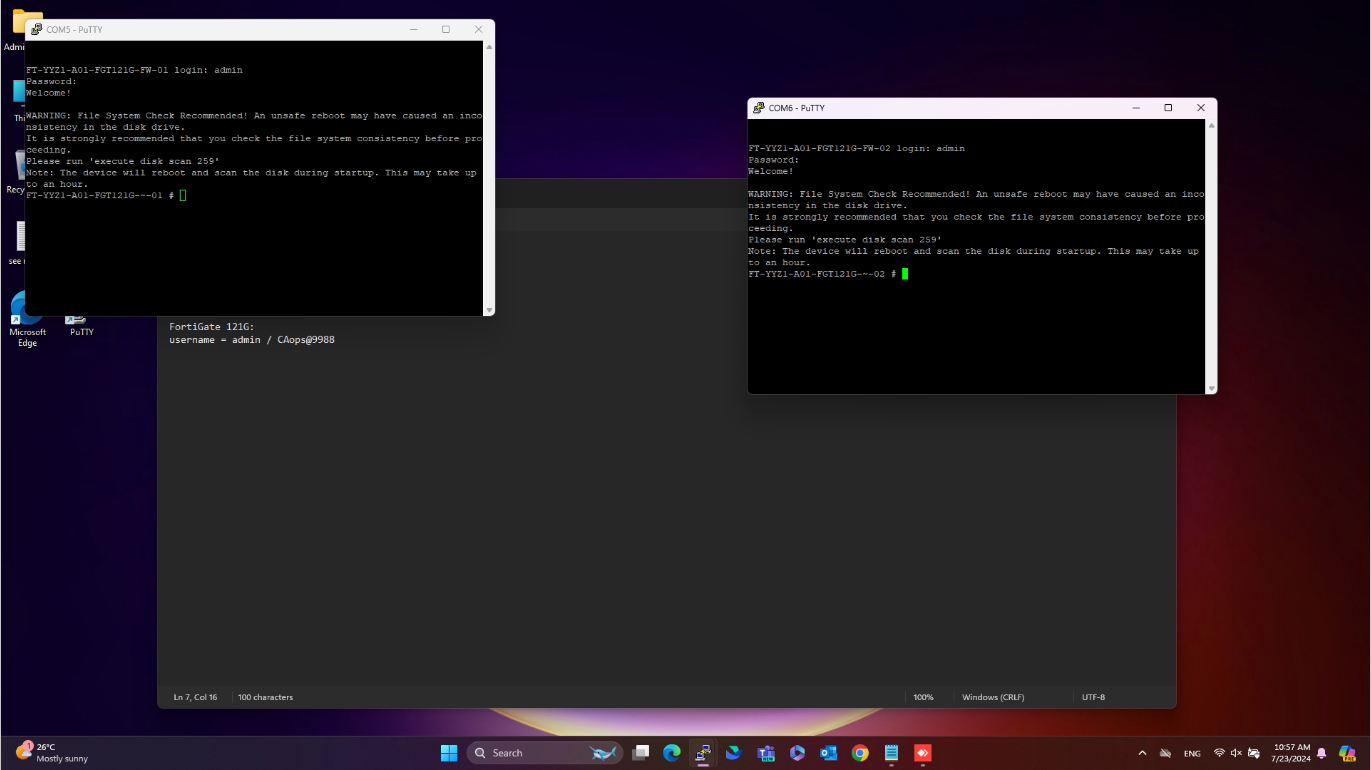 Admi
COM5 - PuTTY
FT-YYZ1-A01-FGT121G-FW-01 login: admin
Password:
Welcome!
WARNING: File System Check Recommended! An unsafe reboot may have caused an inco
nsistency in the disk drive.
It is strongly recommended that you check the file system consistency before pro
ceeding.
Please run 'execute disk scan 259'
Note: The device will reboot and scan the disk during startup. This may take up
to an hour.
FT-YYZ1-A01-FGT121G-~~01 #
Thi
Recy
see
Microsoft
Edge
PuTTY
COM6 - PuTTY
FT-YYZ1-A01-FGT121G-FW-02 login: admin
Password:
Welcome!
WARNING: File System Check Recommended! An unsafe reboot may have caused an inco
nsistency in the disk drive.
It is strongly recommended that you check the file system consistency before pro
ceeding.
Please run 'execute disk scan 259'
Note: The device will reboot and scan the disk during startup. This may take up
to an hour.
FT-YYZ1-A01-FGT121G-~-02 #
FortiGate 121G:
username = admin / CAops@9988
Ln 7, Col 16 100 characters 100% Windows (CRLF) UTF-8
1
26°C
Mostly sunny
Search
ENG
10:57 AM
7/23/2024